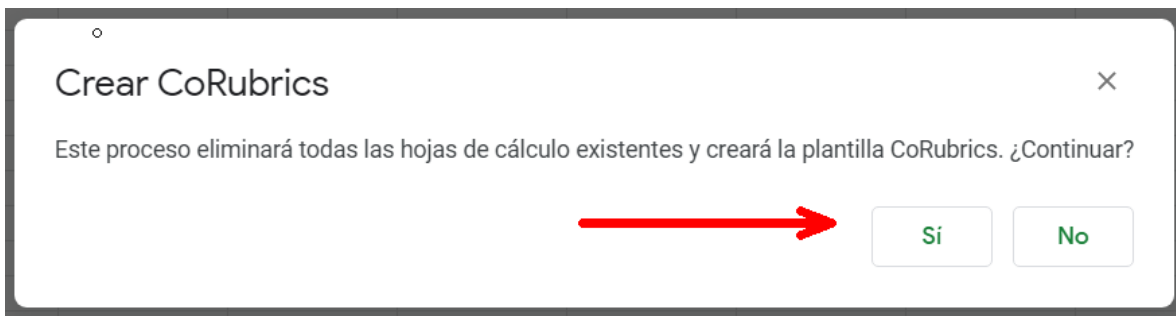 Crear CoRubrics
Este proceso eliminará todas las hojas de cálculo existentes y creará la plantilla CoRubrics. ¿Continuar?
Sí No